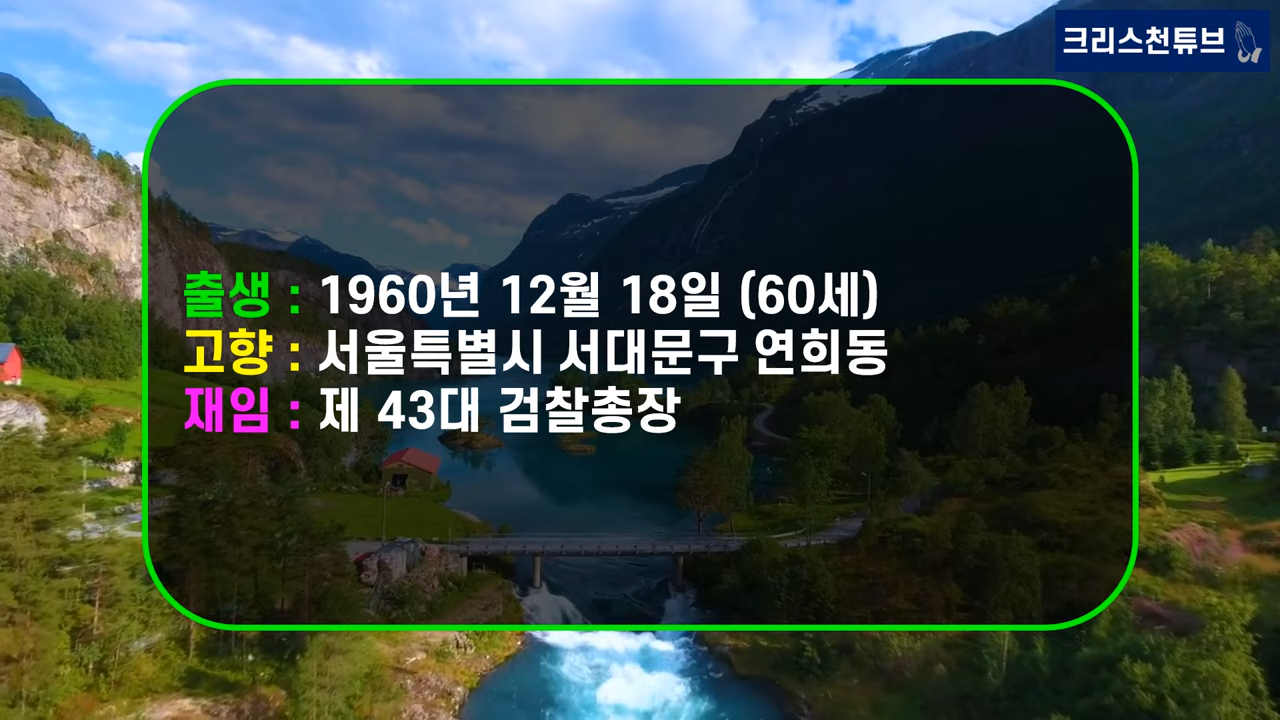 크리스천튜브
출생 : 1960년 12월 18일 (60세)
고향 : 서울특별시 서대문구 연희동
재임 : 제 43대 검찰총장